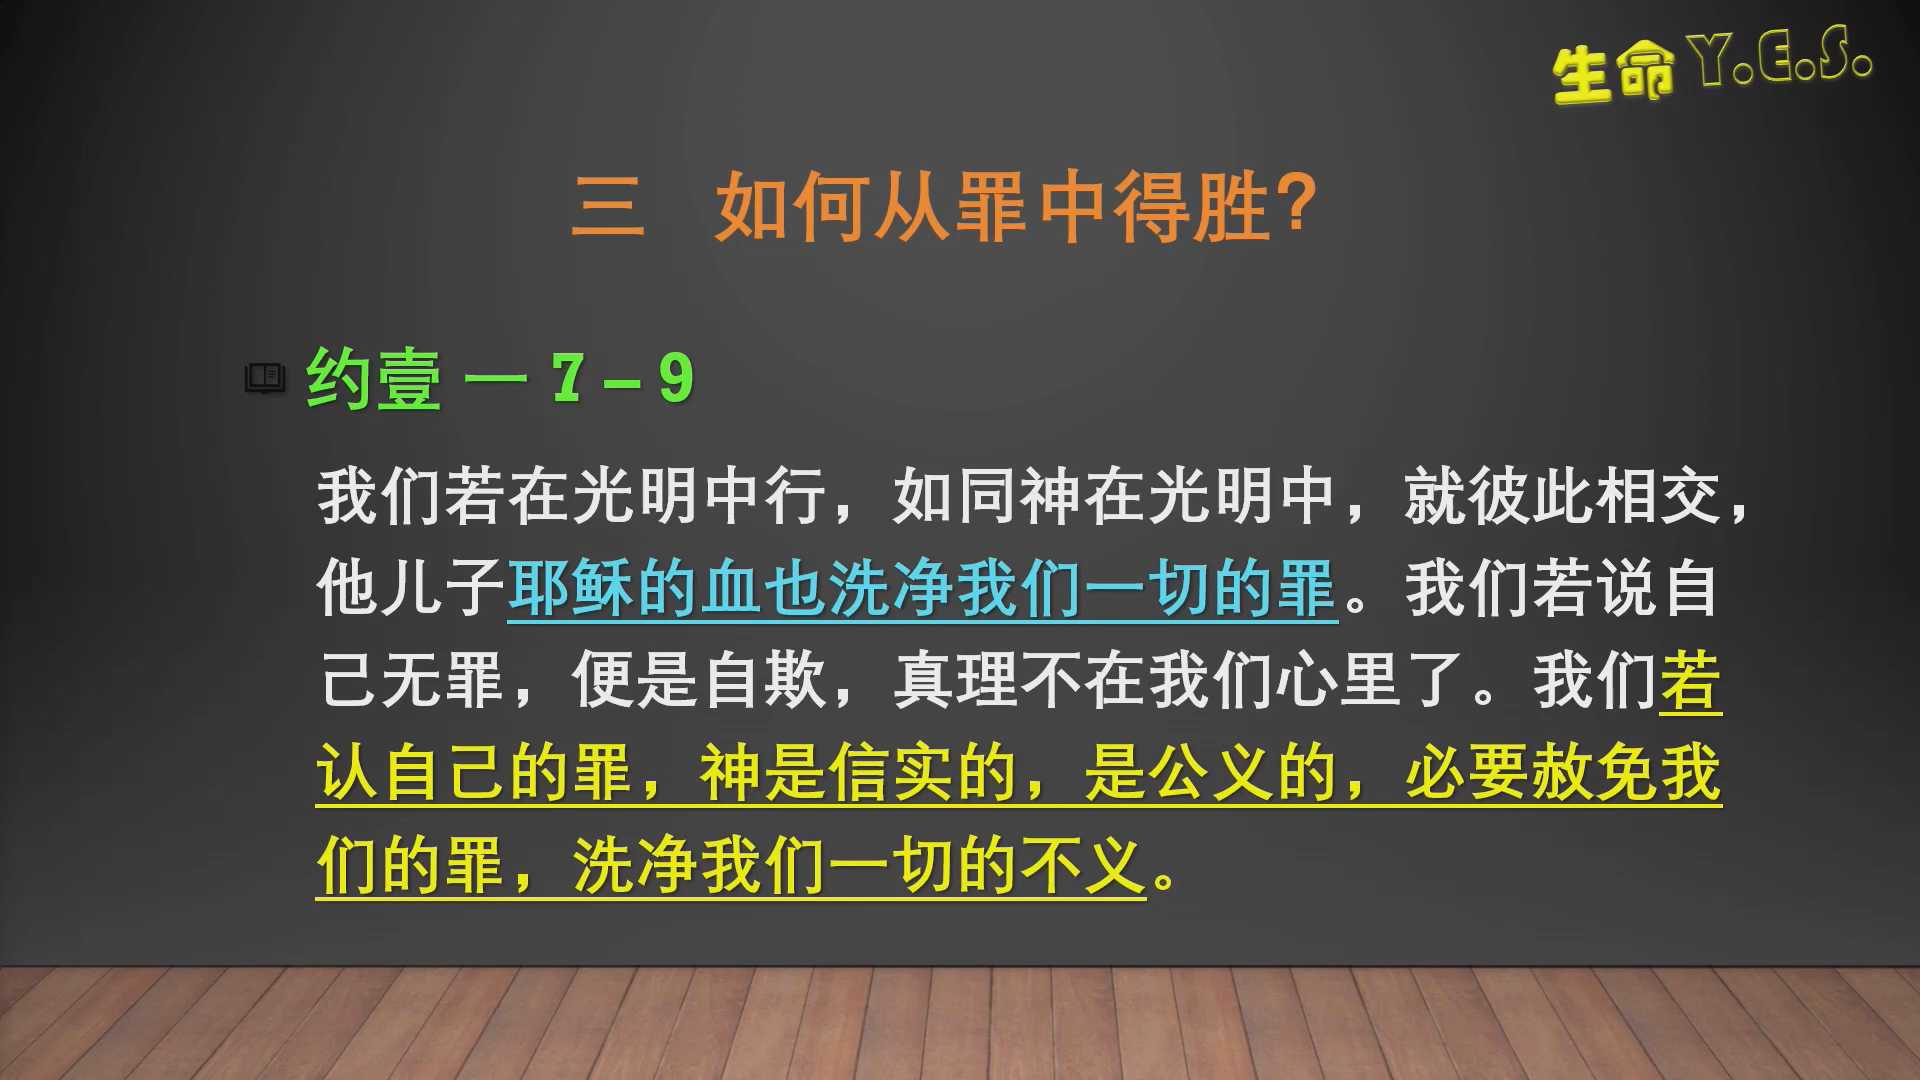 生命 Y.E.S.
三 如何从罪中得胜?
约壹 一 7-9
我们若在光明中行，如同神在光明中，就彼此相交，
他儿子耶稣的血也洗净我们一切的罪。我们若说自
己无罪，便是自欺，真理不在我们心里了。我们若
认自己的罪，神是信实的，是公义的，必要赦免我
们的罪，洗净我们一切的不义。